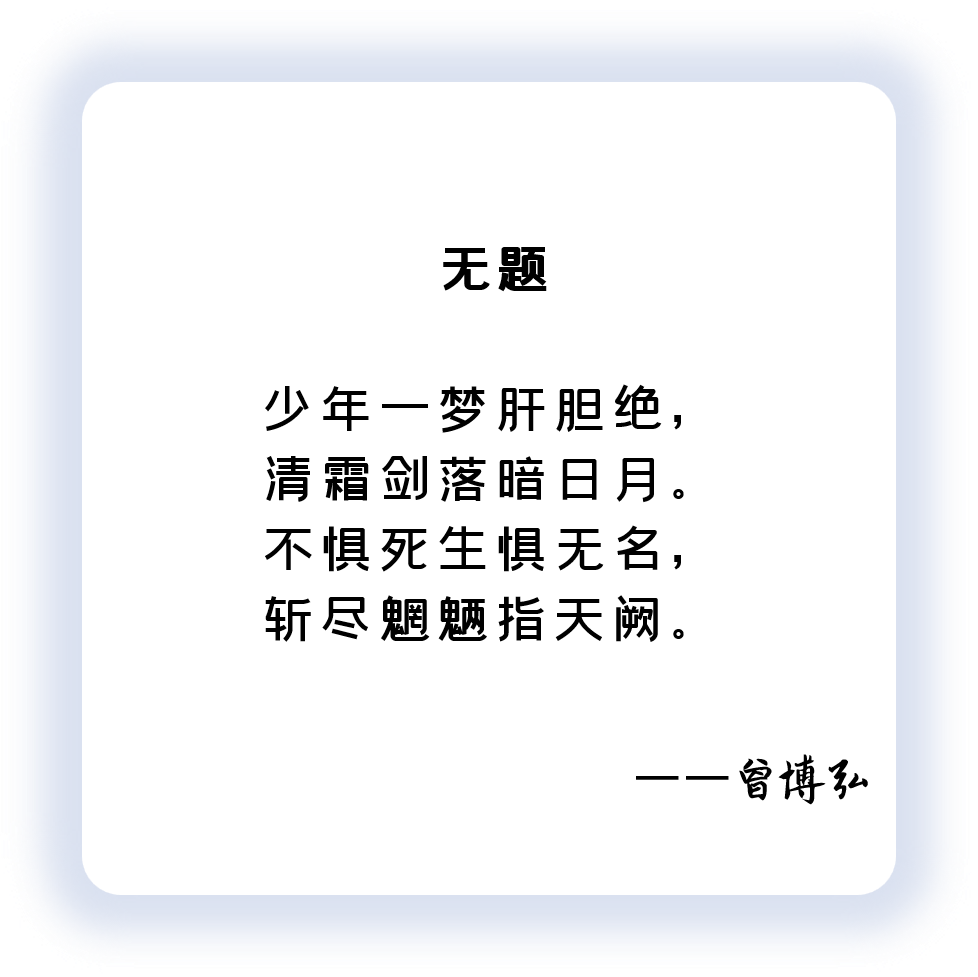 无题
少年一梦肝胆绝，
清霜剑落暗日月。
不惧死生惧无名，
斩尽魍魉指天阙。
——曾博弘